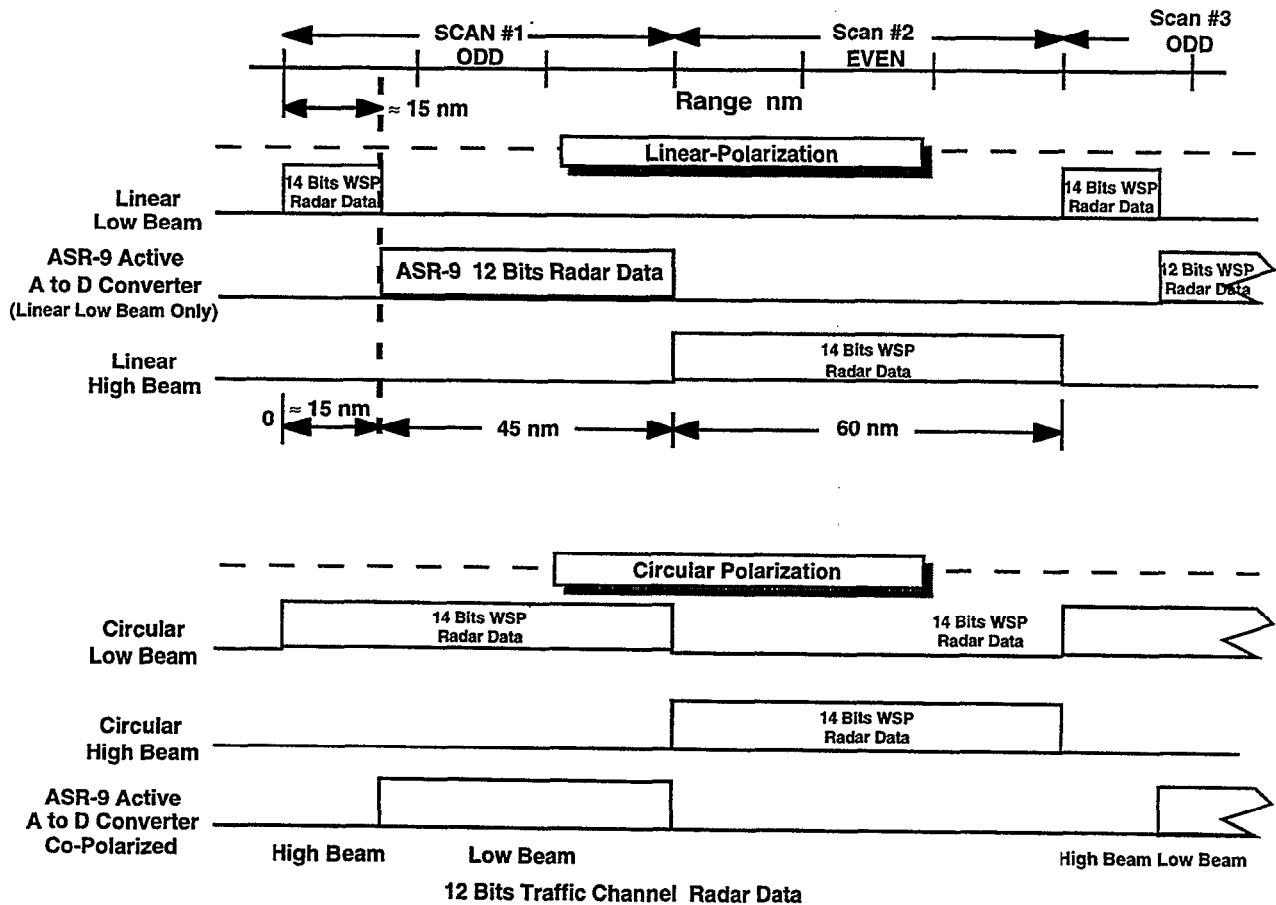 SCAN #1
ODD
Scan #2
EVEN
Scan #3
ODD
≈ 15 nm
Range nm
Linear-Polarization
Linear
Low Beam
14 Bits WSP
Radar Data
14 Bits WSP
Radar Data
ASR-9 Active
A to D Converter
(Linear Low Beam Only)
ASR-9 12 Bits Radar Data
12 Bits WSP
Radar Data
Linear
High Beam
14 Bits WSP
Radar Data
0
≈ 15 nm
45 nm
60 nm
Circular Polarization
Circular
Low Beam
14 Bits WSP
Radar Data
14 Bits WSP
Radar Data
Circular
High Beam
14 Bits WSP
Radar Data
ASR-9 Active
A to D Converter
Co-Polarized
High Beam
Low Beam
High Beam Low Beam
12 Bits Traffic Channel Radar Data